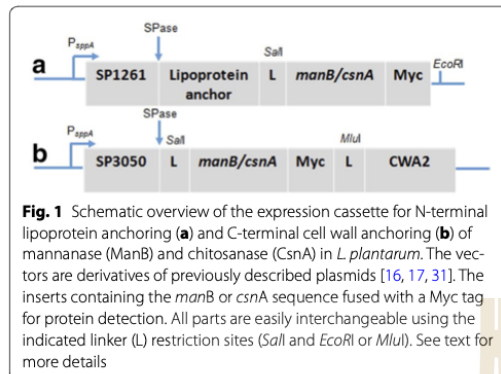 SPase
PsppA
SalI
EcoRI
a
SP1261
Lipoprotein
anchor
L
manB/csnA
Myc
SPase
PsppA
SalI
MluI
b
SP3050
L
manB/csnA
Myc
L
CWA2
Fig. 1 Schematic overview of the expression cassette for N-terminal
lipoprotein anchoring (a) and C-terminal cell wall anchoring (b) of
mannanase (ManB) and chitosanase (CsnA) in L. plantarum. The vec-
tors are derivatives of previously described plasmids [16, 17, 31]. The
inserts containing the manB or csnA sequence fused with a Myc tag
for protein detection. All parts are easily interchangeable using the
indicated linker (L) restriction sites (SalI and EcoRI or MluI). See text for
more details